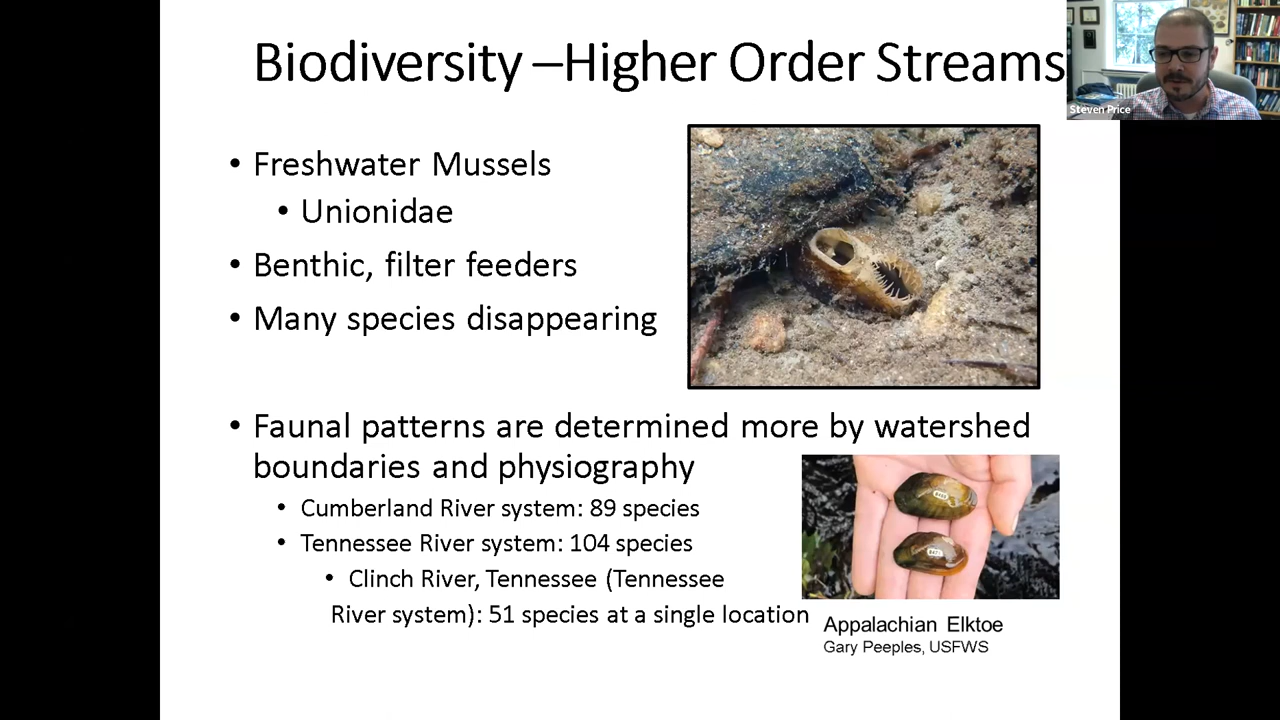 Biodiversity –Higher Order Streams
Steven Price
• Freshwater Mussels
• Unionidae
• Benthic, filter feeders
• Many species disappearing
• Faunal patterns are determined more by watershed
boundaries and physiography
• Cumberland River system: 89 species
• Tennessee River system: 104 species
• Clinch River, Tennessee (Tennessee
River system): 51 species at a single location
Appalachian Elktoe
Gary Peeples, USFWS